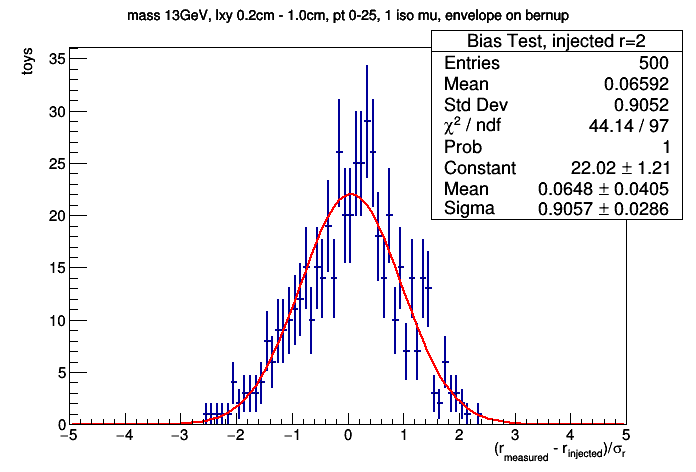 mass 13GeV, lxy 0.2cm - 1.0cm, pt 0-25, 1 iso mu, envelope on bernup
toys
Bias Test, injected r=2
Entries 500
Mean 0.06592
Std Dev 0.9052
χ² / ndf 44.14 / 97
Prob 1
Constant 22.02 ± 1.21
Mean 0.0648 ± 0.0405
Sigma 0.9057 ± 0.0286
35
30
25
20
15
10
5
0
−5 −4 −3 −2 −1 0 1 2 3 4 5
(r_measured - r_injected)/σ_r